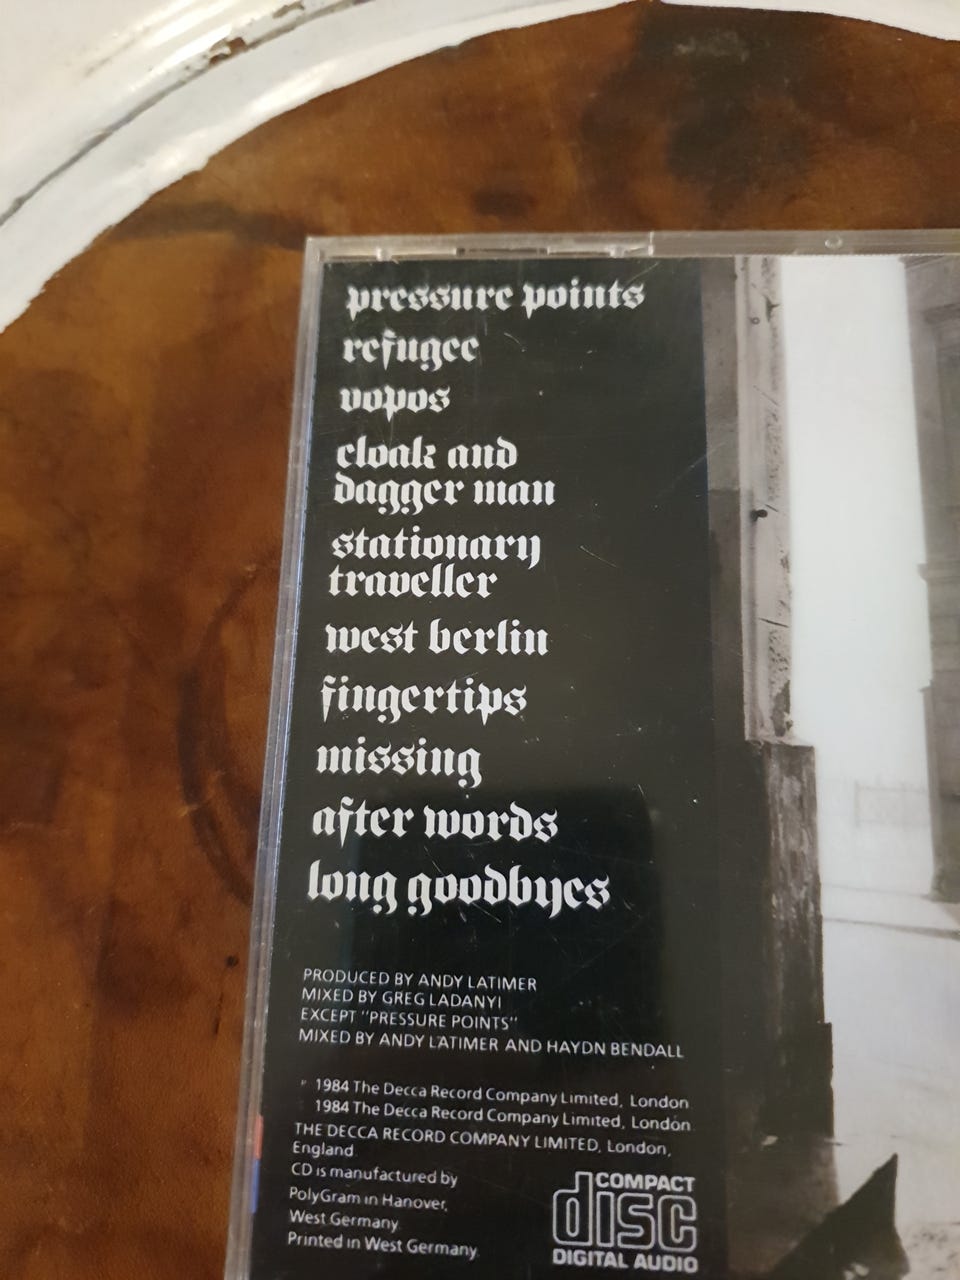 pressure points
refugee
vopos
cloak and
dagger man
stationary
traveller
west berlin
fingertips
missing
after words
long goodbyes
PRODUCED BY ANDY LATIMER
MIXED BY GREG LADANYI
EXCEPT "PRESSURE POINTS"
MIXED BY ANDY LATIMER AND HAYDN BENDALL
1984 The Decca Record Company Limited, London
1984 The Decca Record Company Limited, London
THE DECCA RECORD COMPANY LIMITED, London,
England
CD is manufactured by
PolyGram in Hanover,
West Germany
Printed in West Germany.
COMPACT
disc
DIGITAL AUDIO